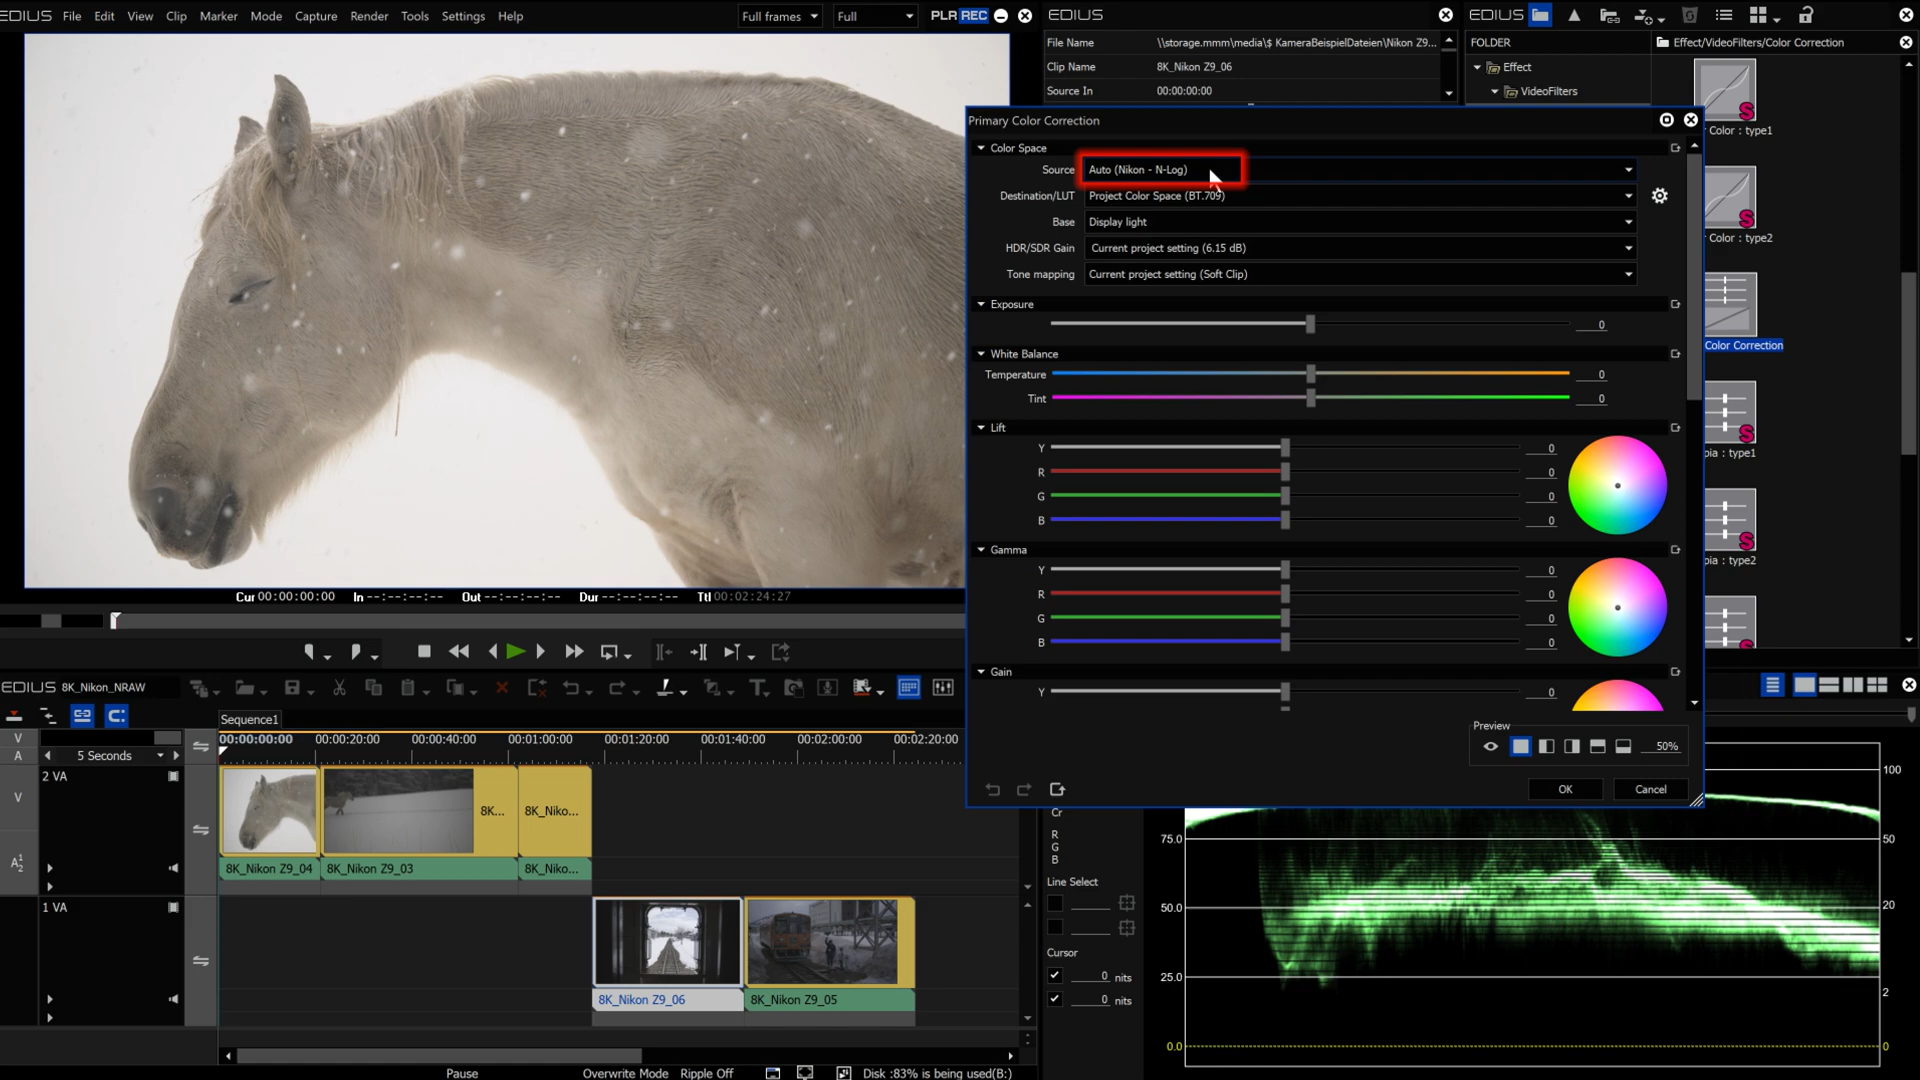 EDIUS File Edit View Clip Marker Mode Capture Render Tools Settings Help Full frames Full PLR REC
EDIUS
File Name \\storage.mmm\media\$ KameraBeispielDateien\Nikon Z9...
Clip Name 8K_Nikon Z9_06
Source In 00:00:00:00
EDIUS
FOLDER
Effect/VideoFilters/Color Correction
Effect
VideoFilters
Color : type1
Color : type2
Color Correction
pia : type1
pia : type2
Primary Color Correction
Color Space
Source Auto (Nikon - N-Log)
Destination/LUT Project Color Space (BT.709)
Base Display light
HDR/SDR Gain Current project setting (6.15 dB)
Tone mapping Current project setting (Soft Clip)
Exposure
0
White Balance
Temperature 0
Tint 0
Lift
Y 0
R 0
G 0
B 0
Gamma
Y 0
R 0
G 0
B 0
Gain
Y 0
Preview
50%
OK Cancel
Cur 00:00:00:00 In --:--:--:-- Out --:--:--:-- Dur --:--:--:-- Ttl 00:02:24:27
EDIUS 8K_Nikon_NRAW
Sequence1
00:00:00:00 00:00:20:00 00:00:40:00 00:01:00:00 00:01:20:00 00:01:40:00 00:02:00:00 00:02:20:00
V
A
5 Seconds
2 VA
V
A 1 2
8K... 8K_Niko...
8K_Nikon Z9_04 8K_Nikon Z9_03 8K_Niko...
1 VA
8K_Nikon Z9_06 8K_Nikon Z9_05
Pause Overwrite Mode Ripple Off Disk :83% is being used(B:)
Cr
R
G
B
Line Select
Cursor
0 nits
0 nits
100
75.0 50
50.0 20
25.0
2
0.0 0